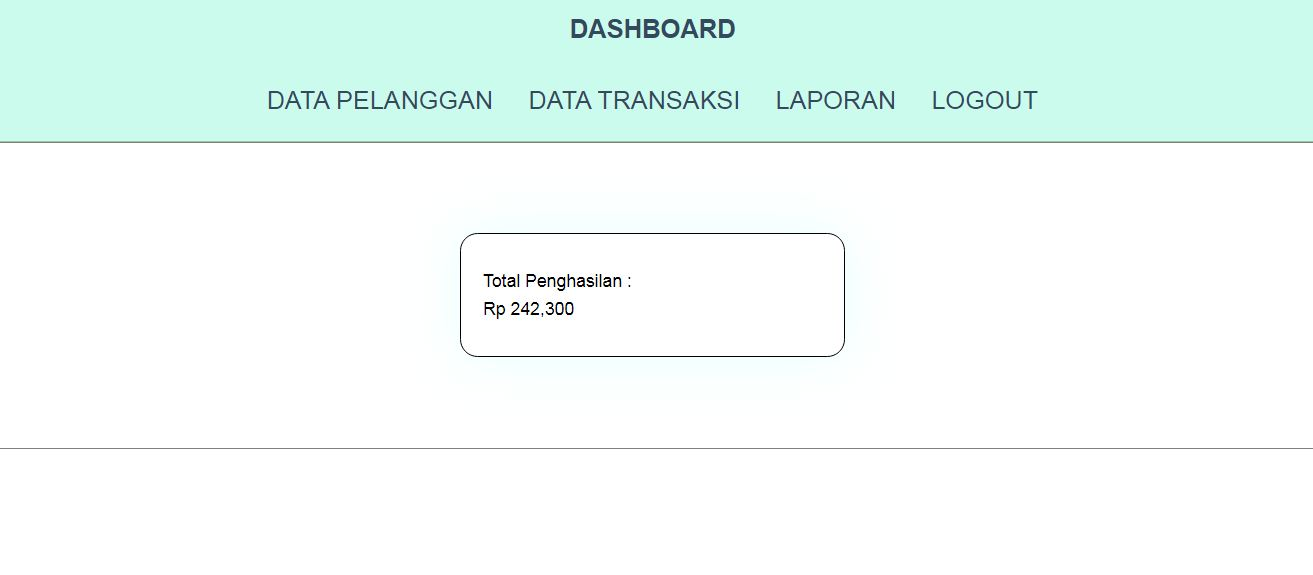 DASHBOARD
DATA PELANGGAN DATA TRANSAKSI LAPORAN LOGOUT
Total Penghasilan :
Rp 242,300